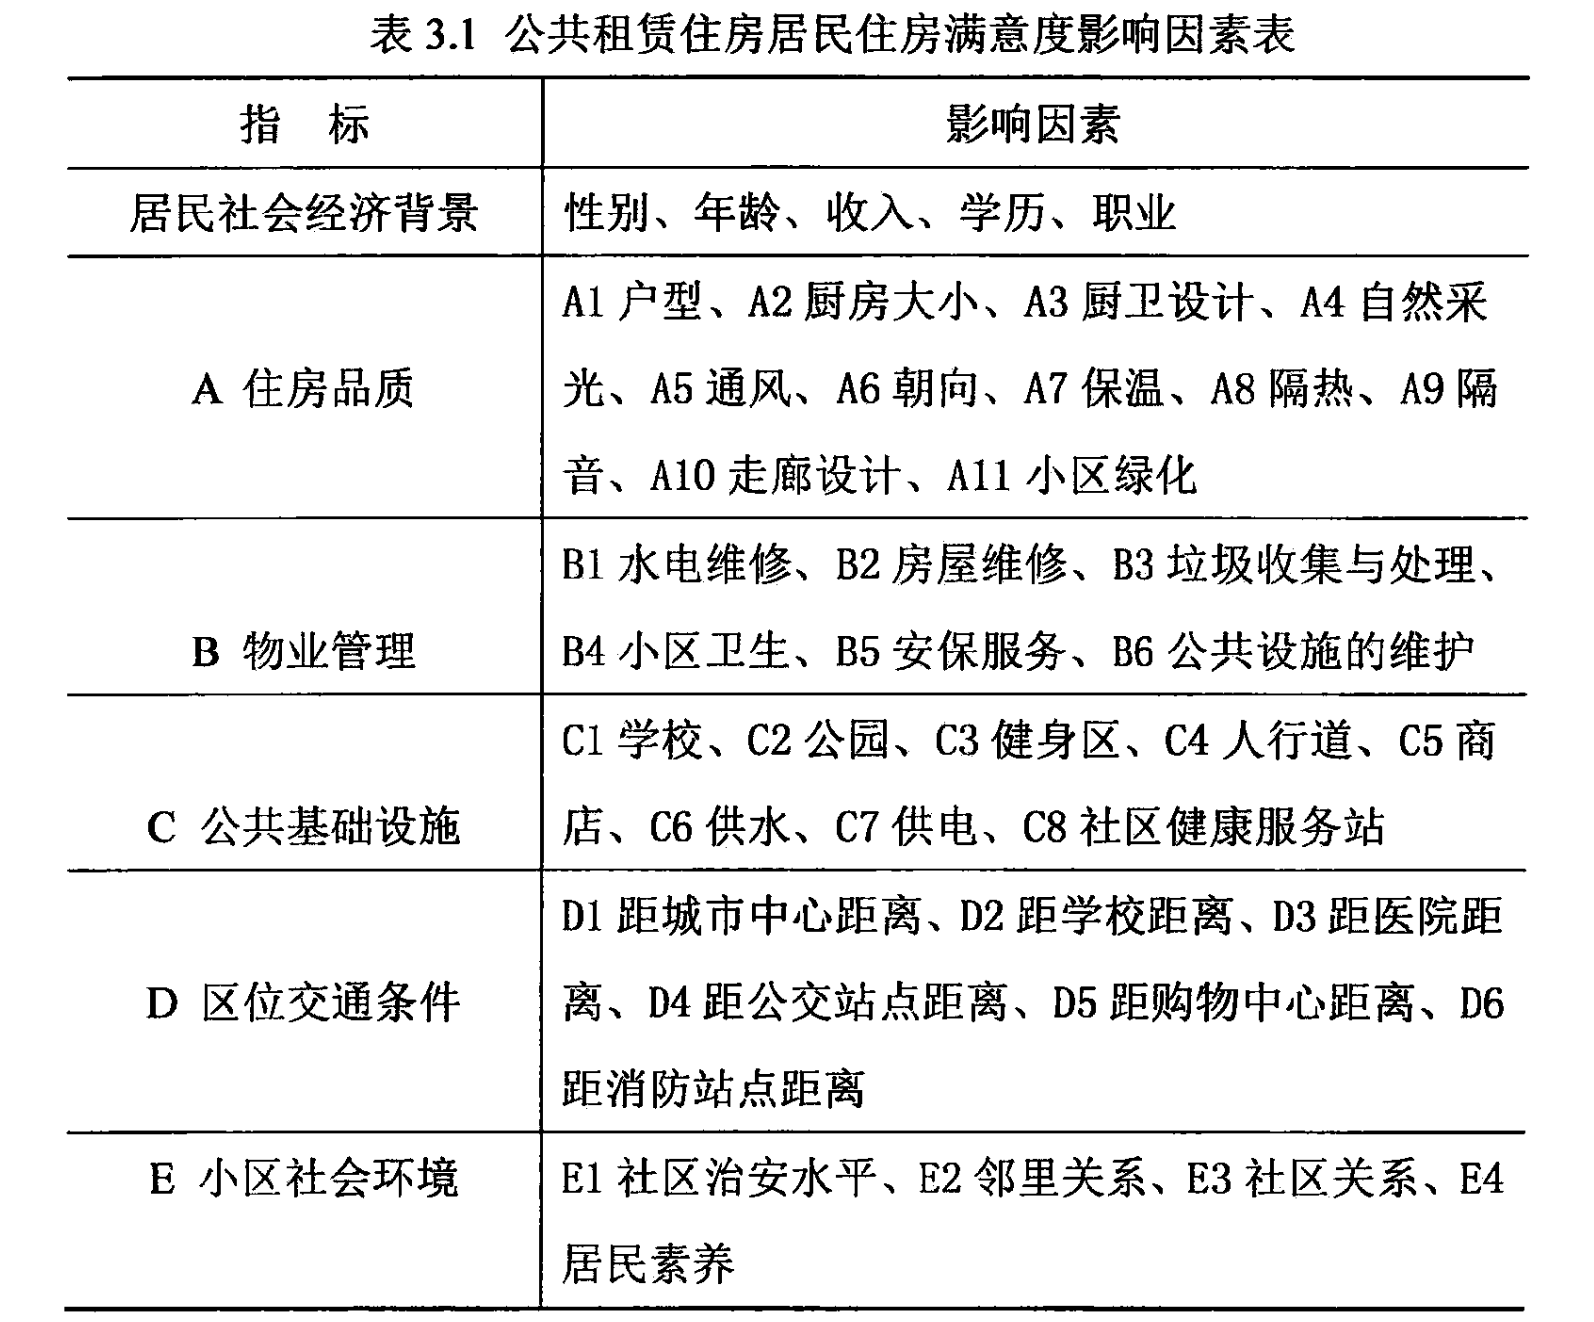 表 3.1 公共租赁住房居民住房满意度影响因素表
指 标 影响因素
居民社会经济背景 性别、年龄、收入、学历、职业
A1 户型、A2 厨房大小、A3 厨卫设计、A4 自然采
A 住房品质 光、A5 通风、A6 朝向、A7 保温、A8 隔热、A9 隔
音、A10 走廊设计、A11 小区绿化
B1 水电维修、B2 房屋维修、B3 垃圾收集与处理、
B 物业管理 B4 小区卫生、B5 安保服务、B6 公共设施的维护
C1 学校、C2 公园、C3 健身区、C4 人行道、C5 商
C 公共基础设施 店、C6 供水、C7 供电、C8 社区健康服务站
D1 距城市中心距离、D2 距学校距离、D3 距医院距
D 区位交通条件 离、D4 距公交站点距离、D5 距购物中心距离、D6
距消防站点距离
E 小区社会环境 E1 社区治安水平、E2 邻里关系、E3 社区关系、E4
居民素养